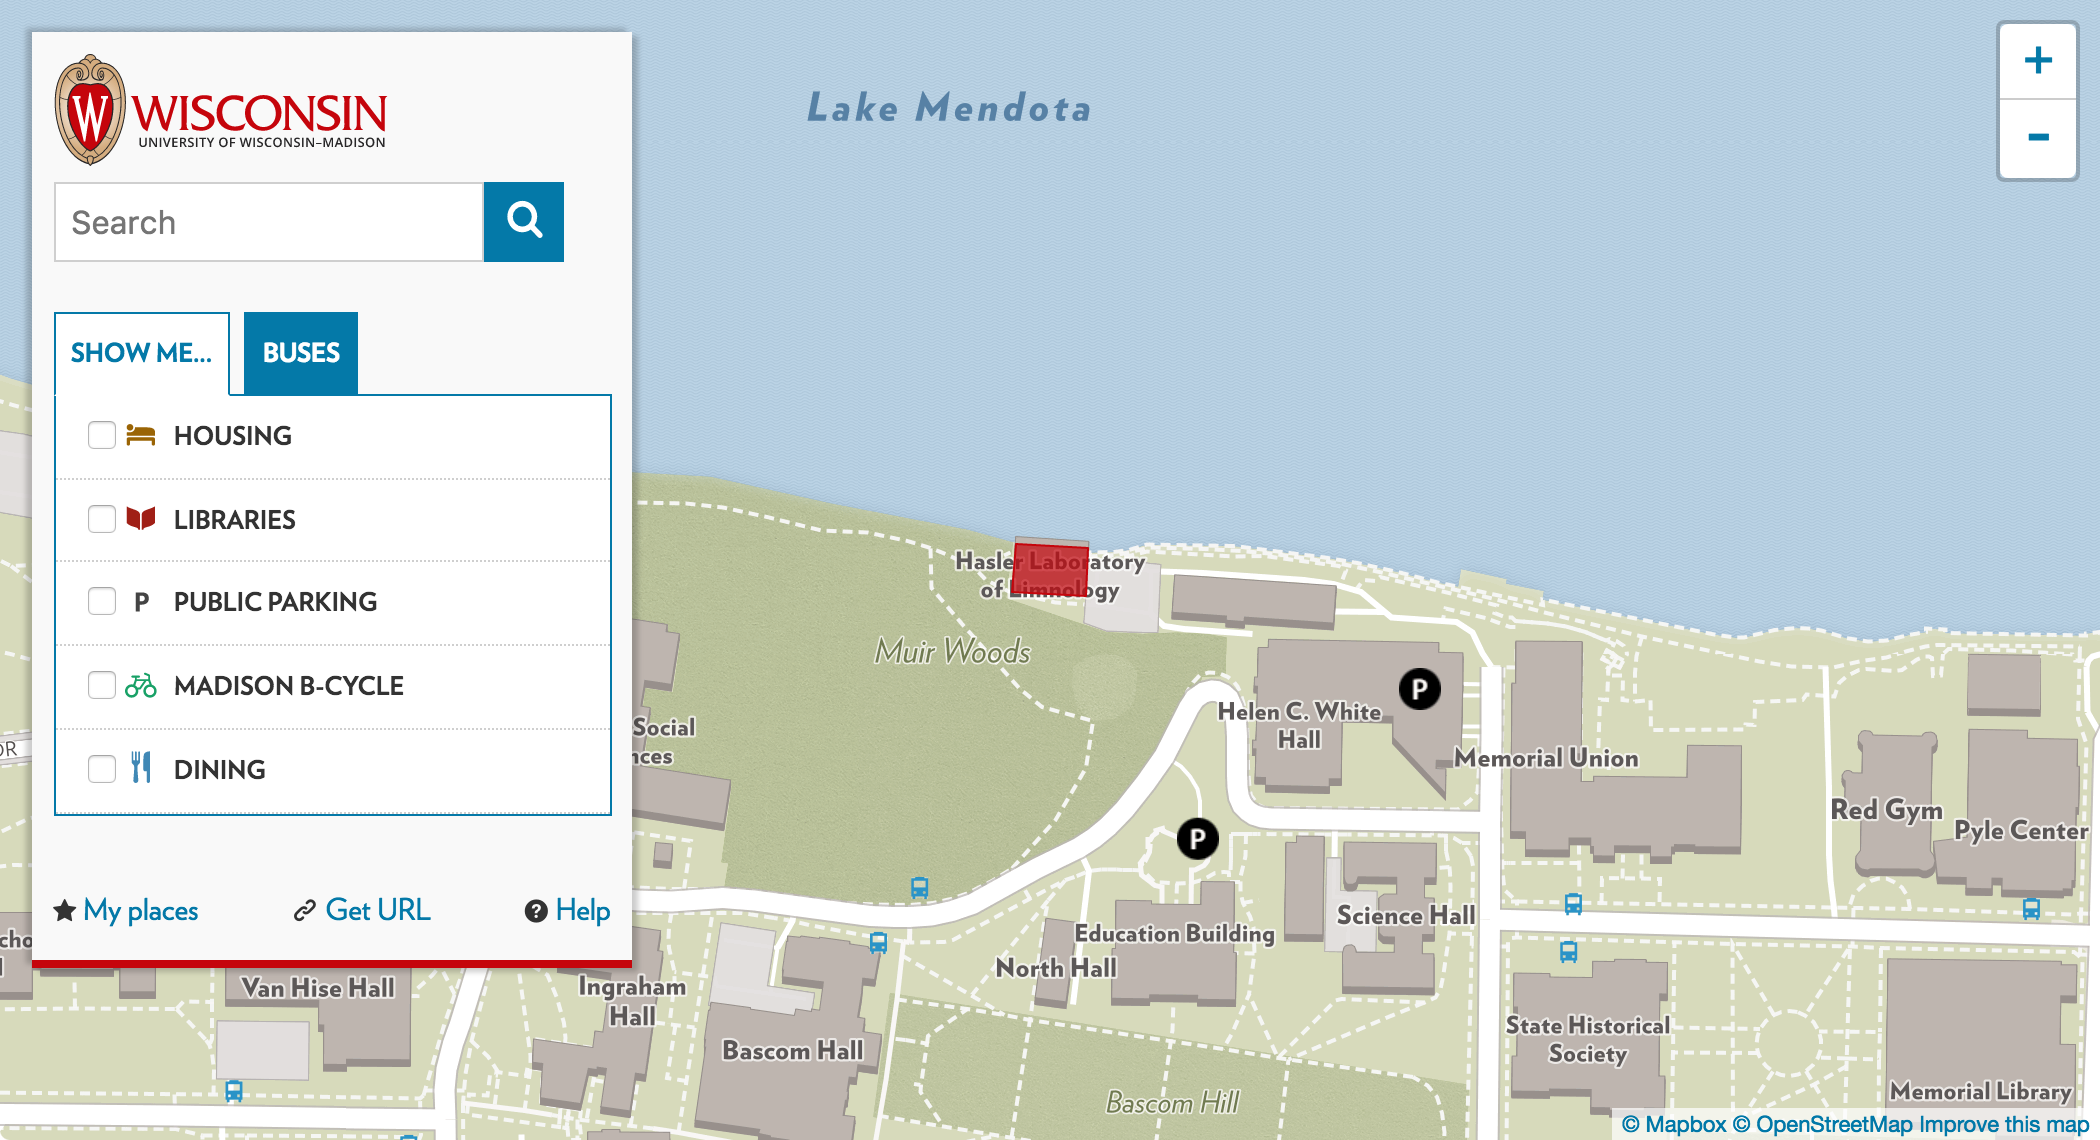 WISCONSIN
UNIVERSITY OF WISCONSIN–MADISON
Search
SHOW ME...
BUSES
HOUSING
LIBRARIES
P PUBLIC PARKING
MADISON B-CYCLE
DINING
My places
Get URL
? Help
Lake Mendota
+
-
Hasler Laboratory
of Limnology
Muir Woods
Social
nces
DR
Helen C. White
Hall
P
Memorial Union
Red Gym
Pyle Center
P
Science Hall
Education Building
North Hall
cho
l
Van Hise Hall
Ingraham
Hall
Bascom Hall
Bascom Hill
State Historical
Society
Memorial Library
© Mapbox © OpenStreetMap Improve this map